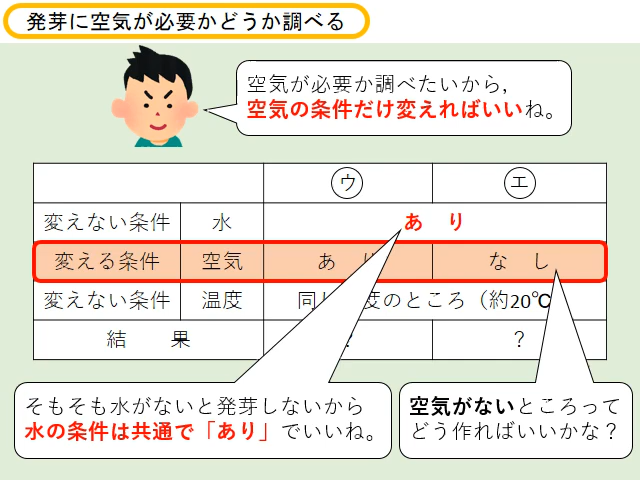 発芽に空気が必要かどうか調べる
空気が必要か調べたいから，
空気の条件だけ変えればいいね。
ウ エ
変えない条件 水 あ り
変える条件 空気 あ な し
変えない条件 温度 同じ 度のところ（約20℃
結 果 ? ?
そもそも水がないと発芽しないから
水の条件は共通で「あり」でいいね。
空気がないところって
どう作ればいいかな？